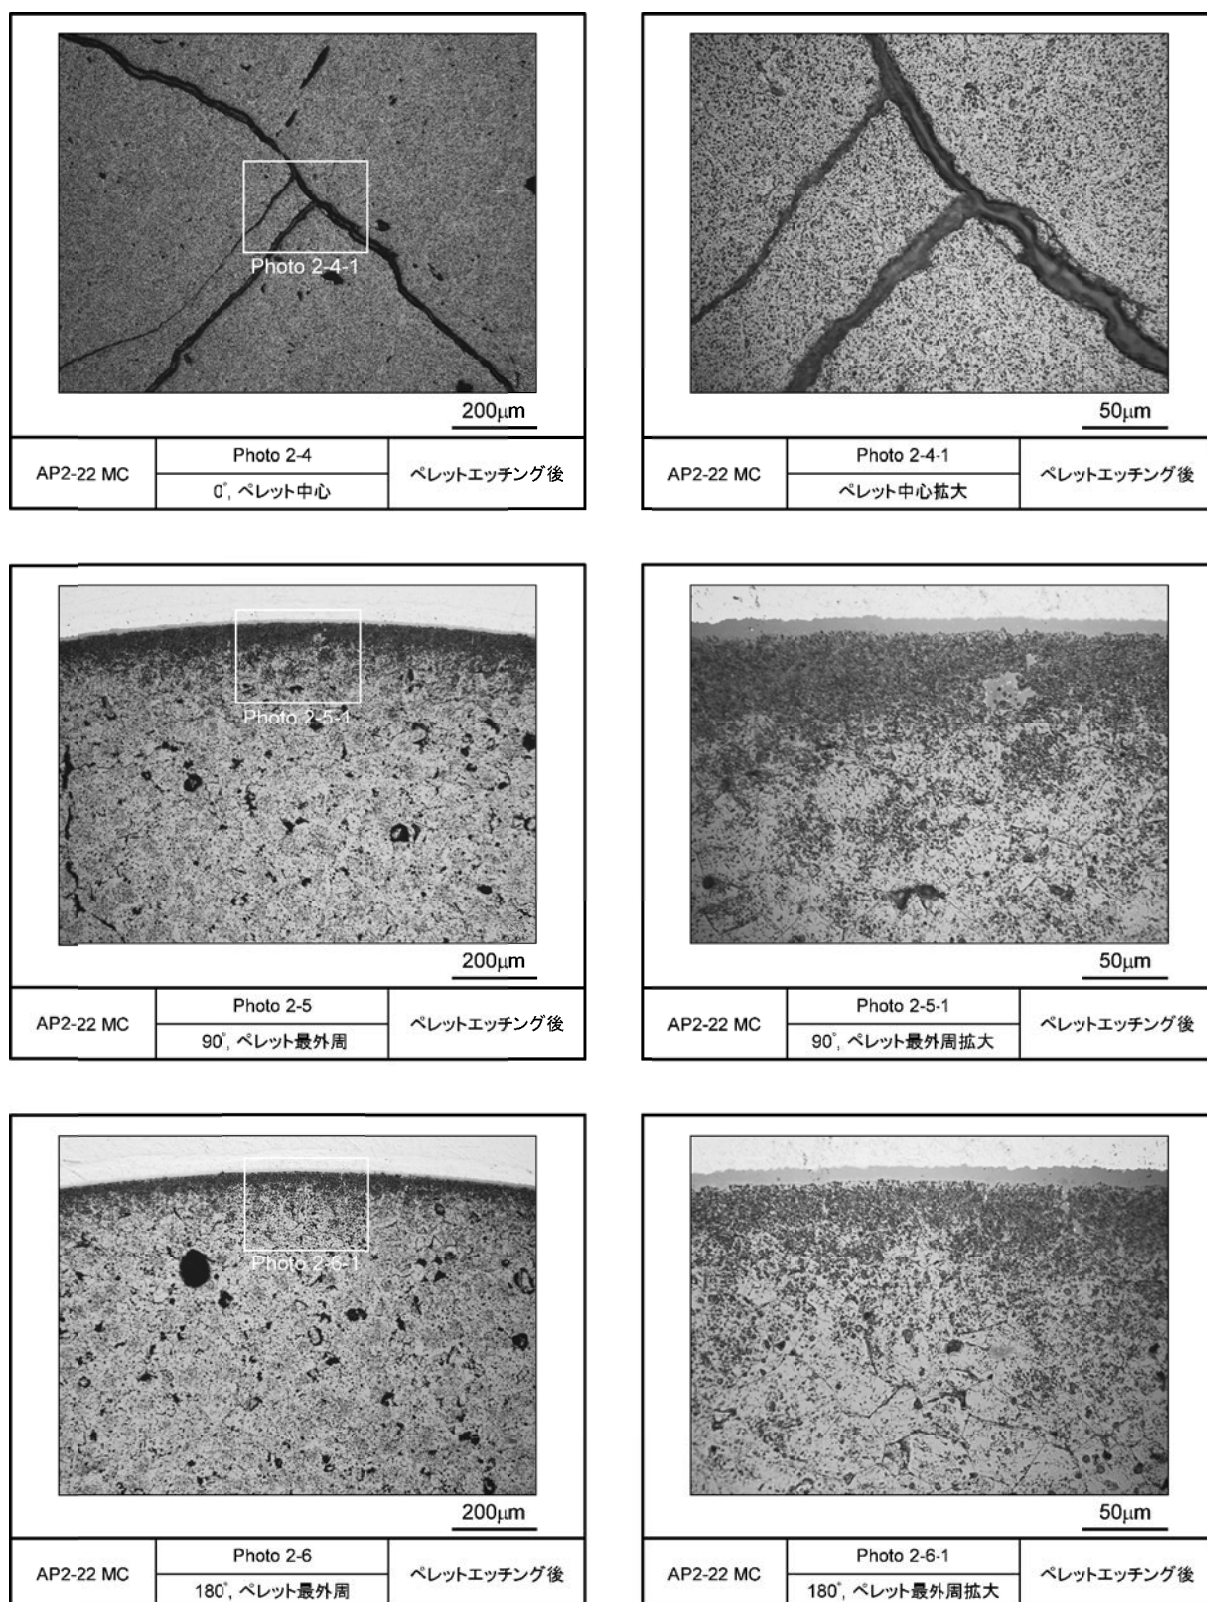 Photo 2-4-1
200μm
AP2-22 MC
Photo 2-4
0°, ペレット中心
ペレットエッチング後
50μm
AP2-22 MC
Photo 2-4-1
ペレット中心拡大
ペレットエッチング後
Photo 2-5-1
200μm
AP2-22 MC
Photo 2-5
90°, ペレット最外周
ペレットエッチング後
50μm
AP2-22 MC
Photo 2-5-1
90°, ペレット最外周拡大
ペレットエッチング後
Photo 2-6-1
200μm
AP2-22 MC
Photo 2-6
180°, ペレット最外周
ペレットエッチング後
50μm
AP2-22 MC
Photo 2-6-1
180°, ペレット最外周拡大
ペレットエッチング後